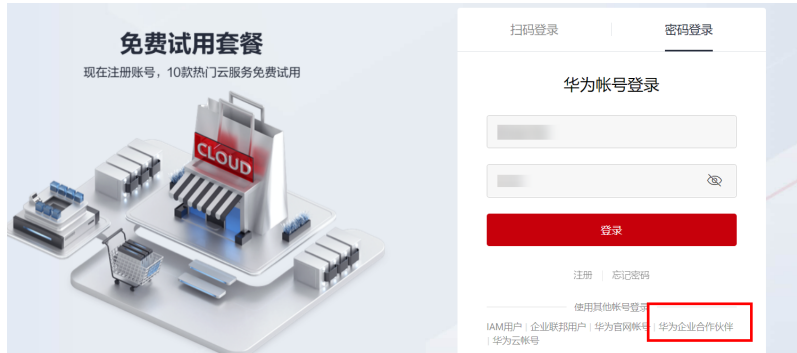 免费试用套餐
现在注册账号，10款热门云服务免费试用
CLOUD
扫码登录
密码登录
华为帐号登录
登录
注册 | 忘记密码
使用其他帐号登录
IAM用户 | 企业联邦用户 | 华为官网帐号 | 华为企业合作伙伴
| 华为云帐号